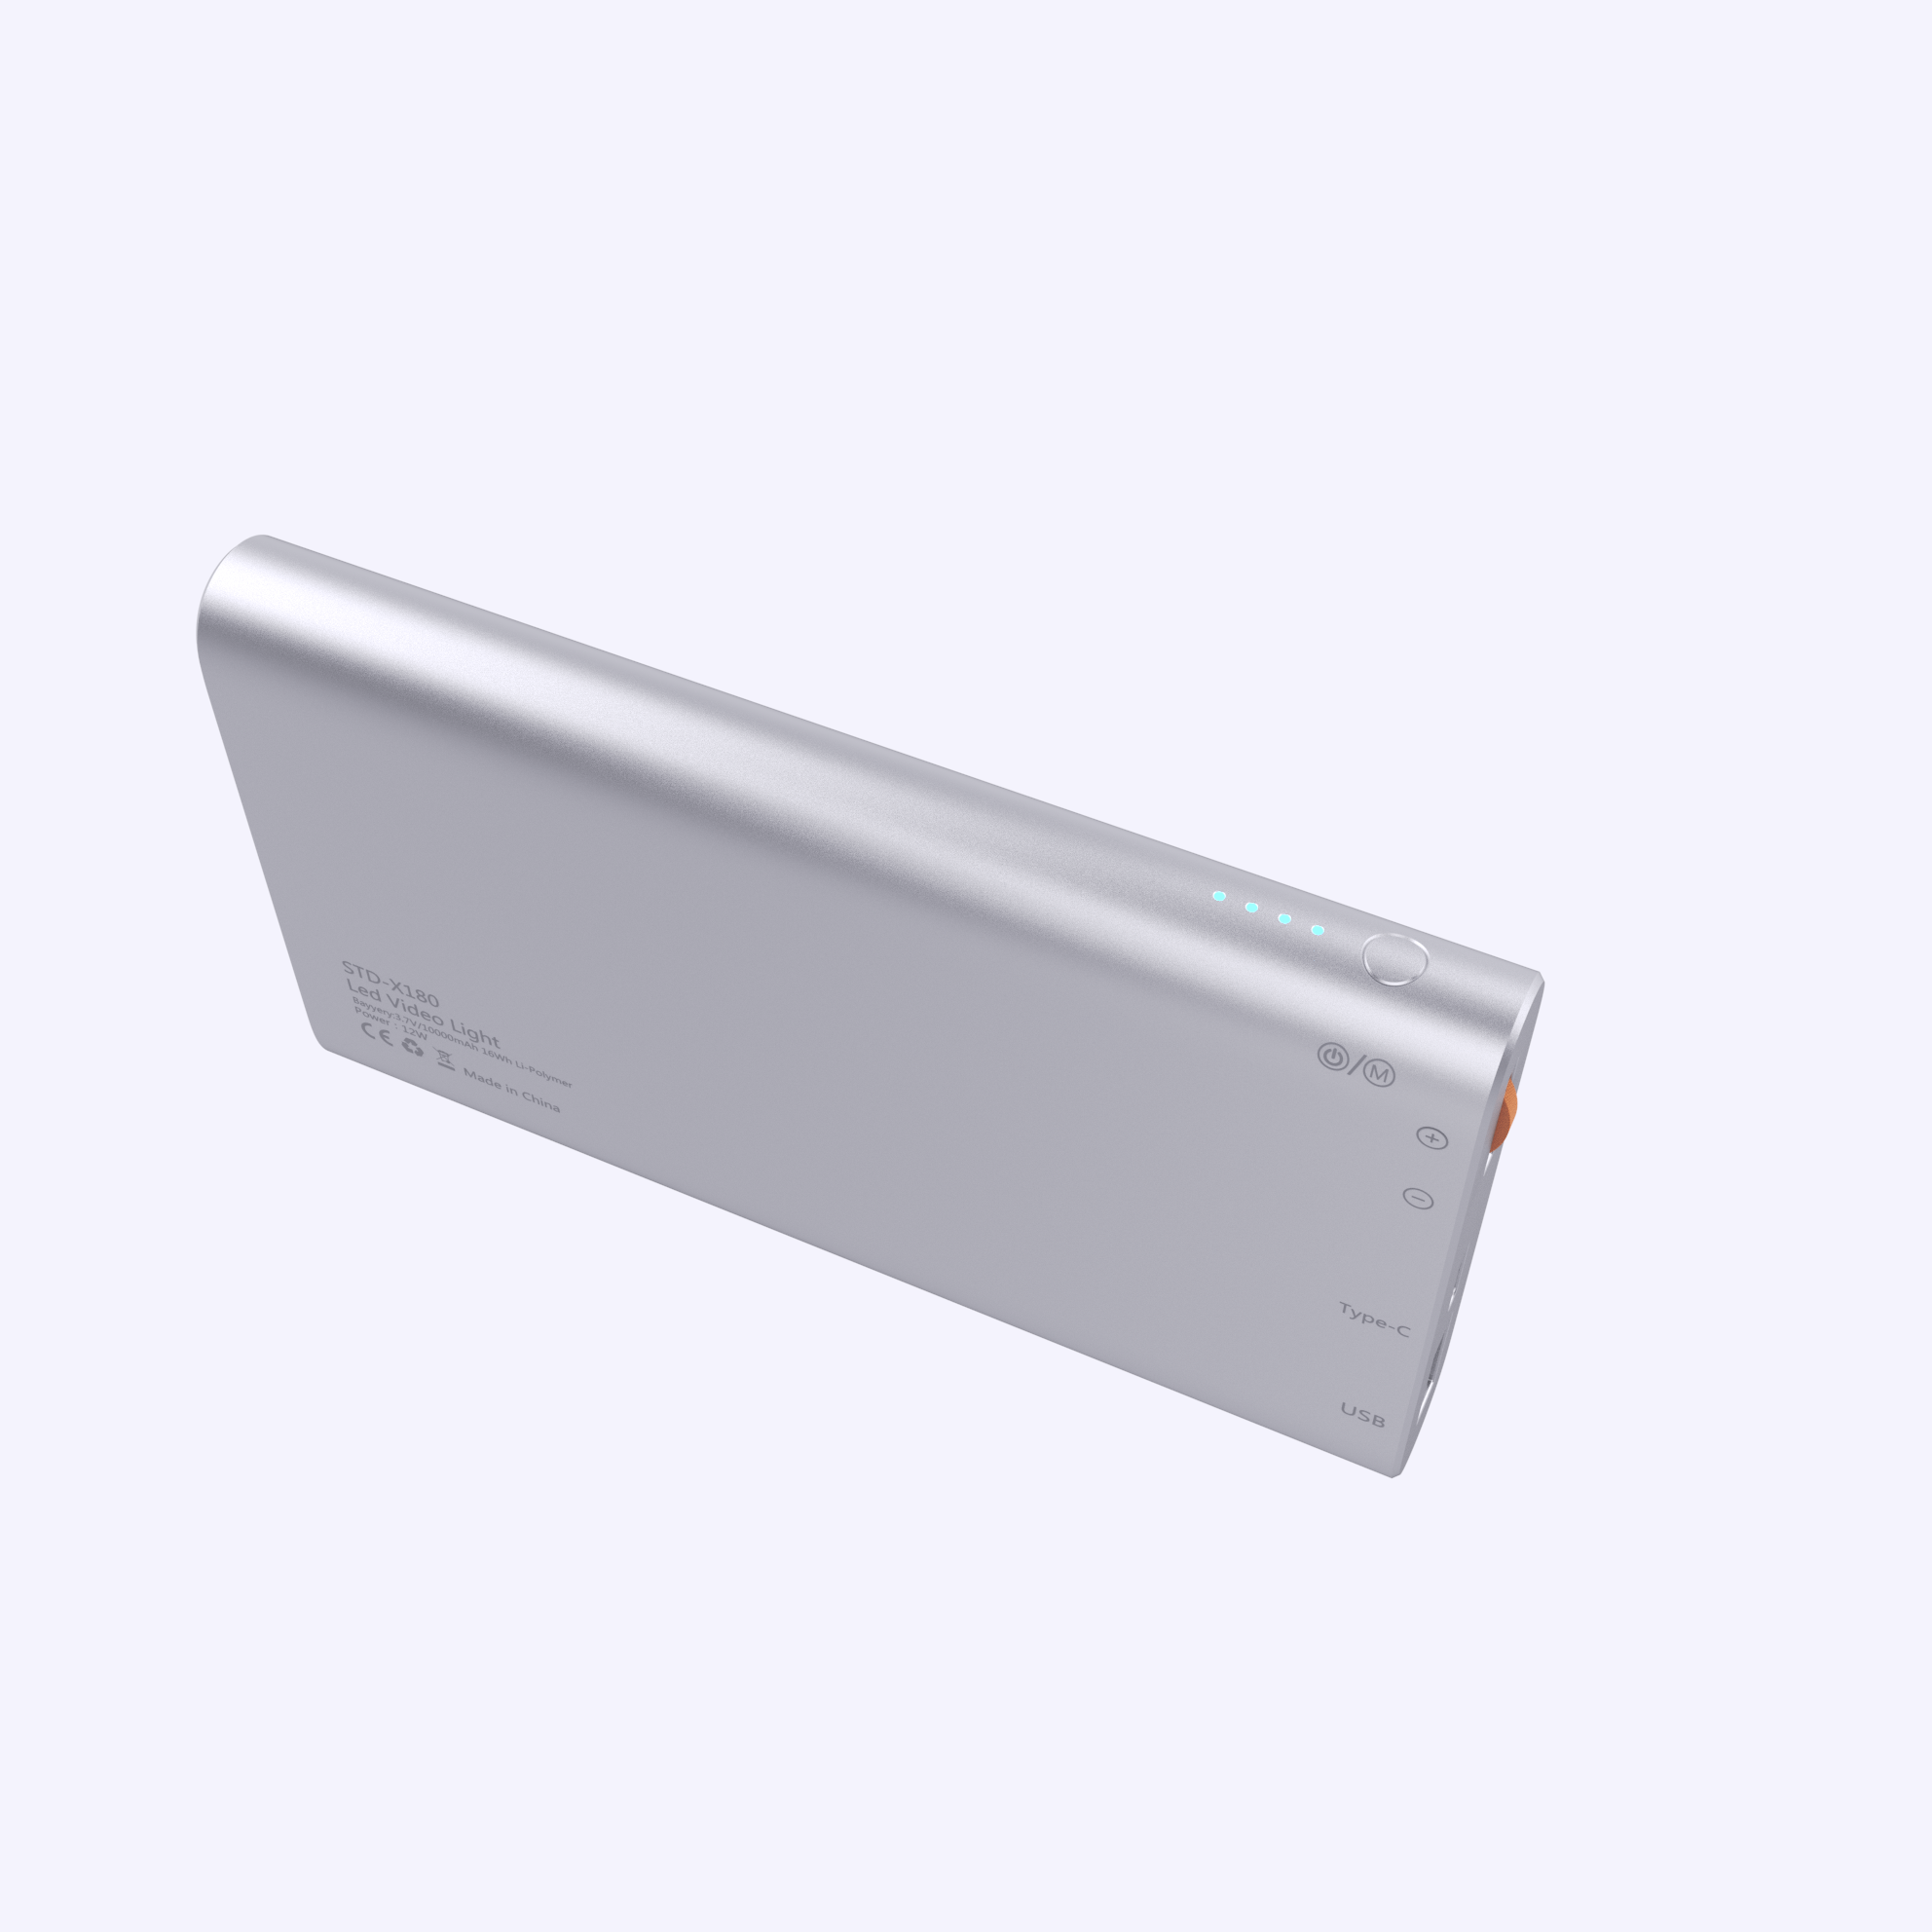 STD-X180
Led Video Light
Bayyery:3.7V/10000mAh 16Wh Li-Polymer
Power : 12W
CE Made in China
/M
+
−
Type-C
USB